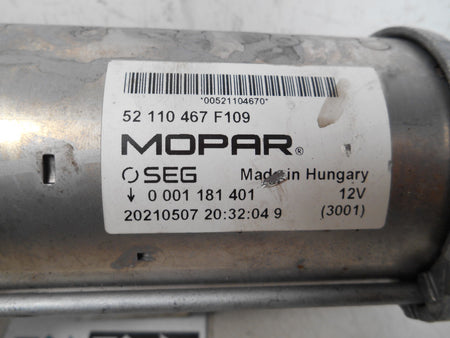 *00521104670*
52 110 467 F109
MOPAR®
SEG Made in Hungary
↓ 0 001 181 401 12V
20210507 20:32:04 9 (3001)